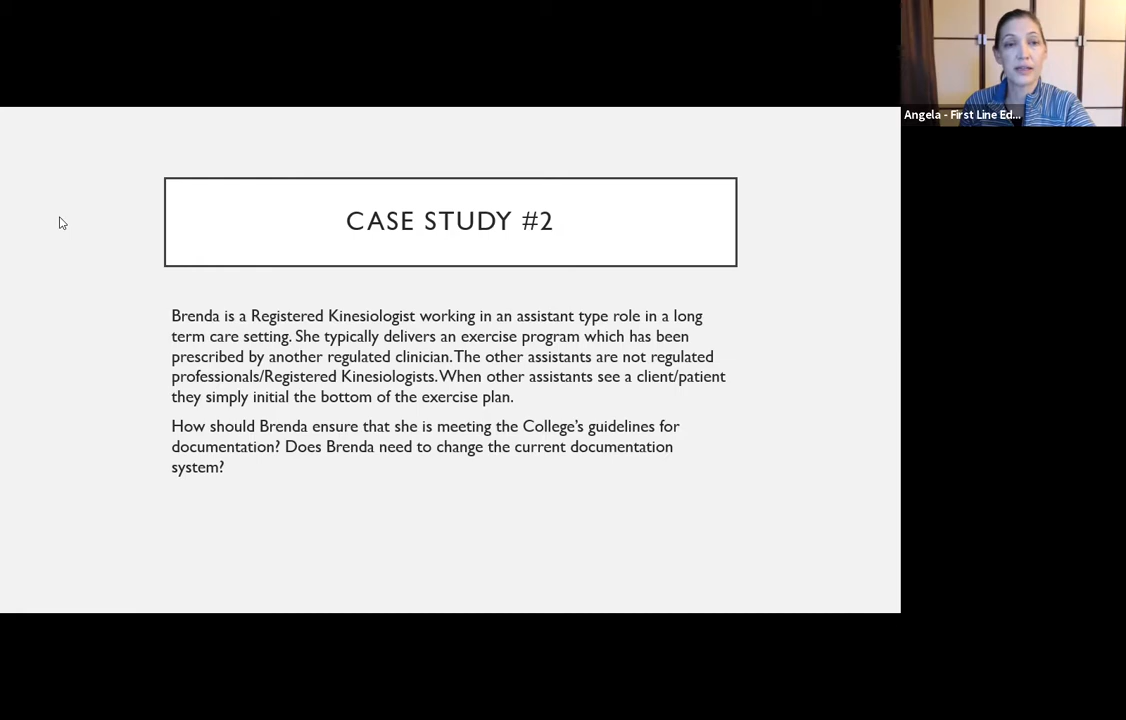 Angela - First Line Ed...
CASE STUDY #2
Brenda is a Registered Kinesiologist working in an assistant type role in a long
term care setting. She typically delivers an exercise program which has been
prescribed by another regulated clinician. The other assistants are not regulated
professionals/Registered Kinesiologists. When other assistants see a client/patient
they simply initial the bottom of the exercise plan.
How should Brenda ensure that she is meeting the College's guidelines for
documentation? Does Brenda need to change the current documentation
system?